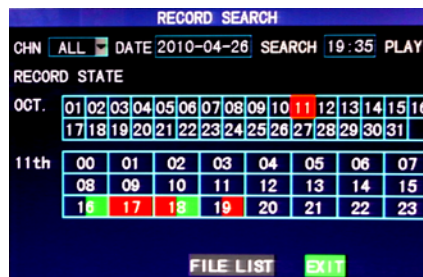 RECORD SEARCH
CHN ALL DATE 2010-04-26 SEARCH 19:35 PLAY
RECORD STATE
OCT. 01 02 03 04 05 06 07 08 09 10 11 12 13 14 15 16
17 18 19 20 21 22 23 24 25 26 27 28 29 30 31
11th 00 01 02 03 04 05 06 07
08 09 10 11 12 13 14 15
16 17 18 19 20 21 22 23
FILE LIST EXIT